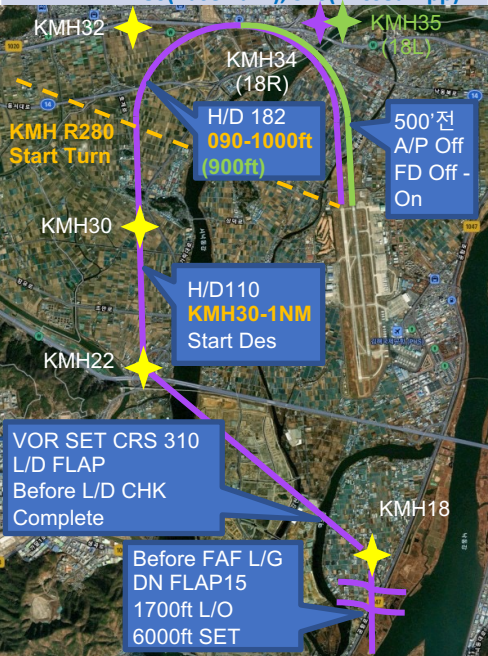 KMH32
KMH35
(18L)
KMH34
(18R)
H/D 182
090-1000ft
(900ft)
500'전
A/P Off
FD Off -
On
KMH R280
Start Turn
KMH30
H/D110
KMH30-1NM
Start Des
KMH22
VOR SET CRS 310
L/D FLAP
Before L/D CHK
Complete
KMH18
Before FAF L/G
DN FLAP15
1700ft L/O
6000ft SET